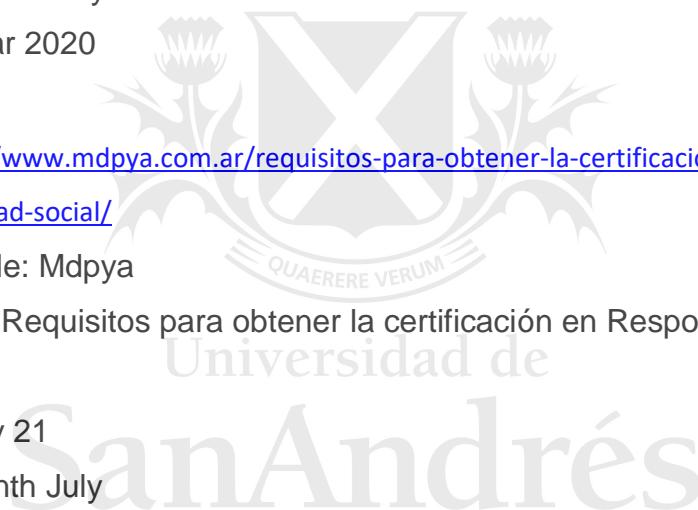 ar 2020
/www.mdpya.com.ar/requisitos-para-obtener-la-certificaci
ad-social/
le: Mdpya
Requisitos para obtener la certificación en Respo
QUAERERE VERUM
Universidad de
SanAndrés
21
nth July